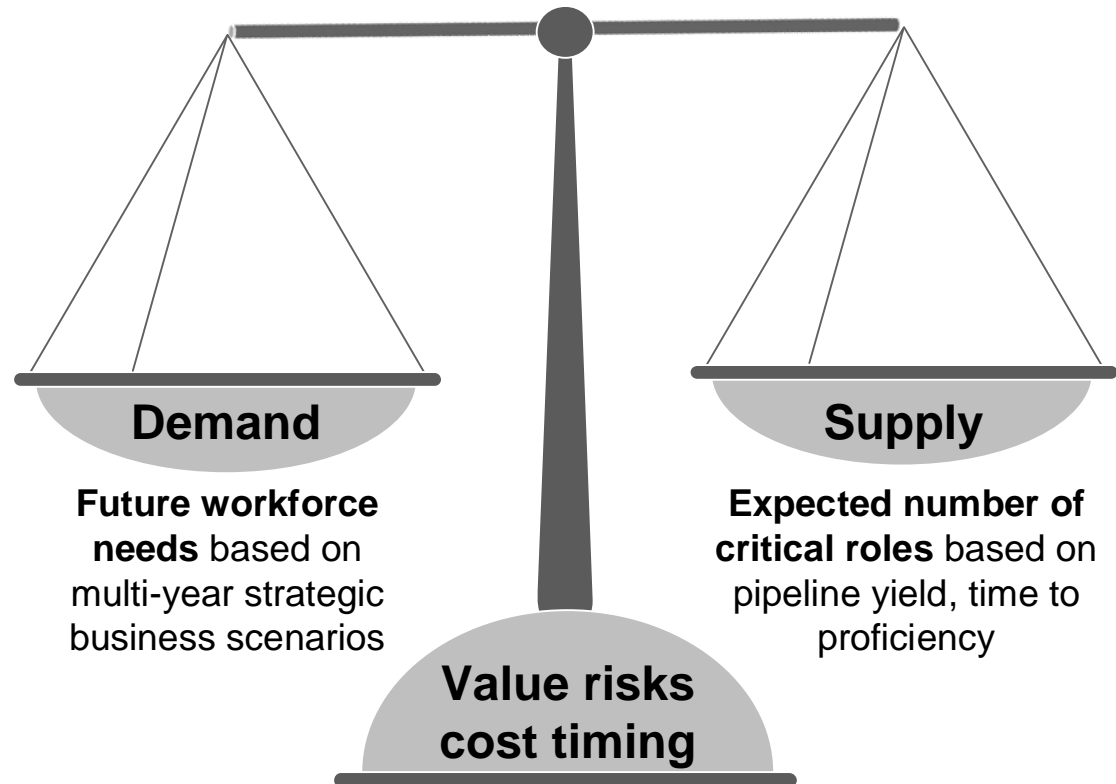 Demand
Future workforce
needs based on
multi-year strategic
business scenarios
Supply
Expected number of
critical roles based on
pipeline yield, time to
proficiency
Value risks
cost timing